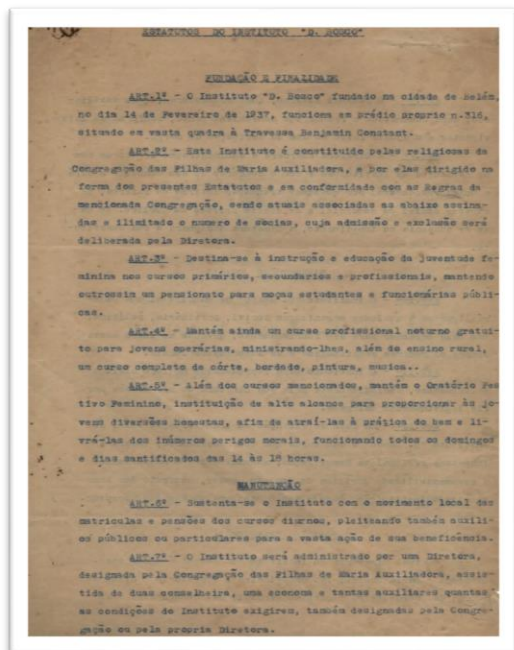 ESTATUTOS DO INSTITUTO "D. BOSCO"
FUNDAÇÃO E FINALIDADE
ART.1º - O Instituto "D. Bosco" fundado na cidade de Belém,
no dia 14 de Fevereiro de 1937, funciona em prédio proprio n.316,
situado em vasta quadra à Travessa Benjamin Constant.
ART.2º - Este Instituto é constituido pelas religiosas da
Congregação das Filhas de Maria Auxiliadora, e por elas dirigido na
forma dos presentes Estatutos e em conformidade com as Regras da
mencionada Congregação, sendo atuais associadas as abaixo assina-
das e ilimitado o numero de socias, cuja admissão e exclusão será
deliberada pela Diretora.
ART.3º - Destina-se à instrução e educação da juventude fe-
minina nos cursos primários, secundarios e profissionais, mantendo
outrossim um pensionato para moças estudantes e funcionárias públi-
cas.
ART.4º - Mantém ainda um curso profissional noturno gratui-
to para jovens operárias, ministrando-lhes, além do ensino rural,
um curso completo de córte, bordado, pintura, musica..
ART.5º - Além dos cursos mencionados, mantém o Oratório Fes
tivo Feminino, instituição de alto alcance para proporcionar às jo-
vens diversões honestas, afim de atraí-las à prática do bem e li-
vrá-las dos inúmeros perigos morais, funcionando todos os domingos
e dias santificados das 14 às 18 horas.
MANUTENÇÃO
ART.6º - Sustenta-se o Instituto com o movimento local das
matriculas e pensões dos cursos diurnos, pleiteando também auxili-
os públicos ou particulares para a vasta ação de sua beneficência.
ART.7º - O Instituto será administrado por uma Diretora,
designada pela Congregação das Filhas de Maria Auxiliadora, assis-
tida de duas conselheira, uma economa e tantas auxiliares quantas
as condições do Instituto exigirem, também designadas pela Congre-
gação ou pela propria Diretora.